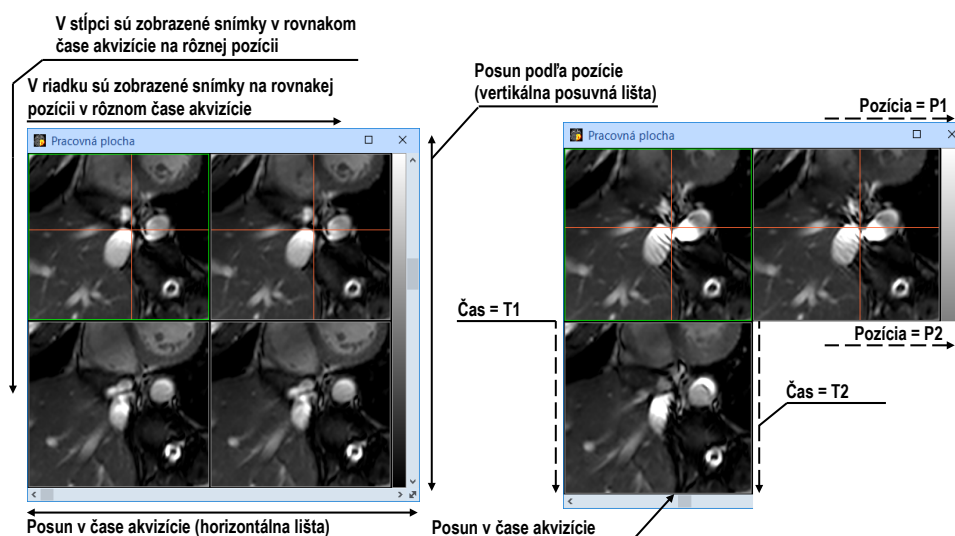 V stĺpci sú zobrazené snímky v rovnakom
čase akvizície na rôznej pozícii
V riadku sú zobrazené snímky na rovnakej
pozícii v rôznom čase akvizície
Posun podľa pozície
(vertikálna posuvná lišta)
Pozícia = P1
Pracovná plocha
Pracovná plocha
Čas = T1
Pozícia = P2
Čas = T2
Posun v čase akvizície (horizontálna lišta)
Posun v čase akvizície